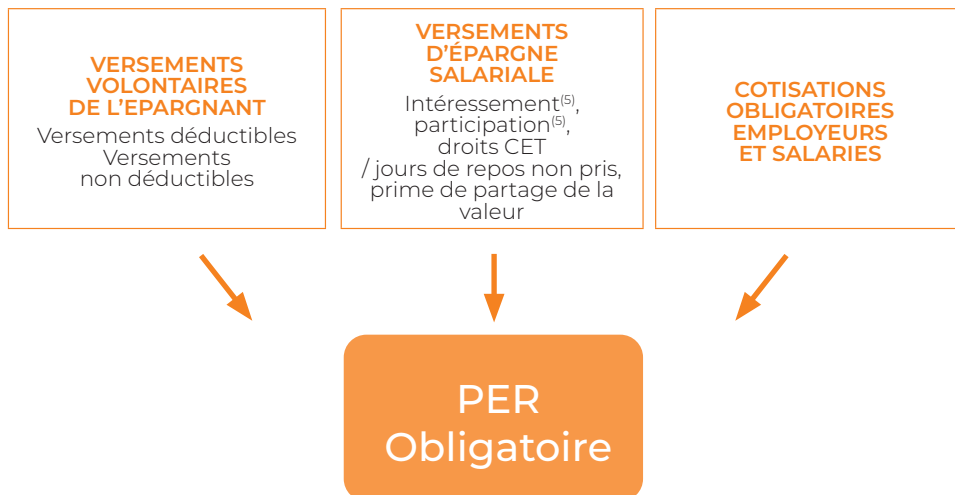 VERSEMENTS
VOLONTAIRES
DE L'EPARGNANT
Versements déductibles
Versements
non déductibles
VERSEMENTS
D'ÉPARGNE
SALARIALE
Intéressement(5),
participation(5),
droits CET
/ jours de repos non pris,
prime de partage de la
valeur
COTISATIONS
OBLIGATOIRES
EMPLOYEURS
ET SALARIES
PER
Obligatoire